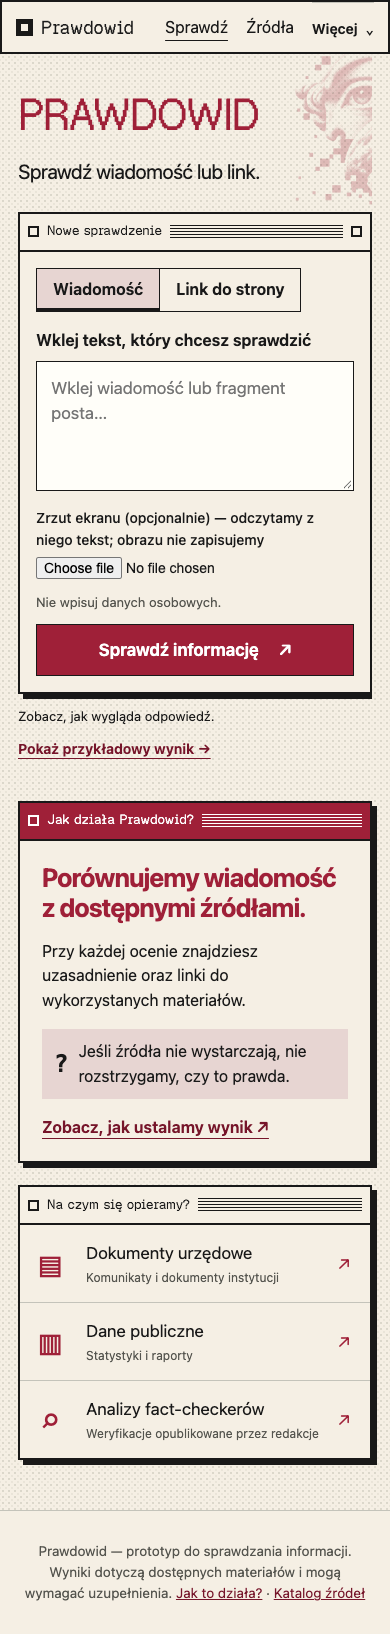 Prawdowid Sprawdź Źródła Więcej
PRAWDOWID
Sprawdź wiadomość lub link.
Nowe sprawdzenie
Wiadomość Link do strony
Wklej tekst, który chcesz sprawdzić
Wklej wiadomość lub fragment
posta...
Zrzut ekranu (opcjonalnie) — odczytamy z
niego tekst; obrazu nie zapisujemy
Choose file No file chosen
Nie wpisuj danych osobowych.
Sprawdź informację ↗
Zobacz, jak wygląda odpowiedź.
Pokaż przykładowy wynik →
Jak działa Prawdowid?
Porównujemy wiadomość
z dostępnymi źródłami.
Przy każdej ocenie znajdziesz
uzasadnienie oraz linki do
wykorzystanych materiałów.
? Jeśli źródła nie wystarczają, nie
rozstrzygamy, czy to prawda.
Zobacz, jak ustalamy wynik ↗
Na czym się opieramy?
Dokumenty urzędowe ↗
Komunikaty i dokumenty instytucji
Dane publiczne ↗
Statystyki i raporty
Analizy fact-checkerów ↗
Weryfikacje opublikowane przez redakcje
Prawdowid — prototyp do sprawdzania informacji.
Wyniki dotyczą dostępnych materiałów i mogą
wymagać uzupełnienia. Jak to działa? · Katalog źródeł